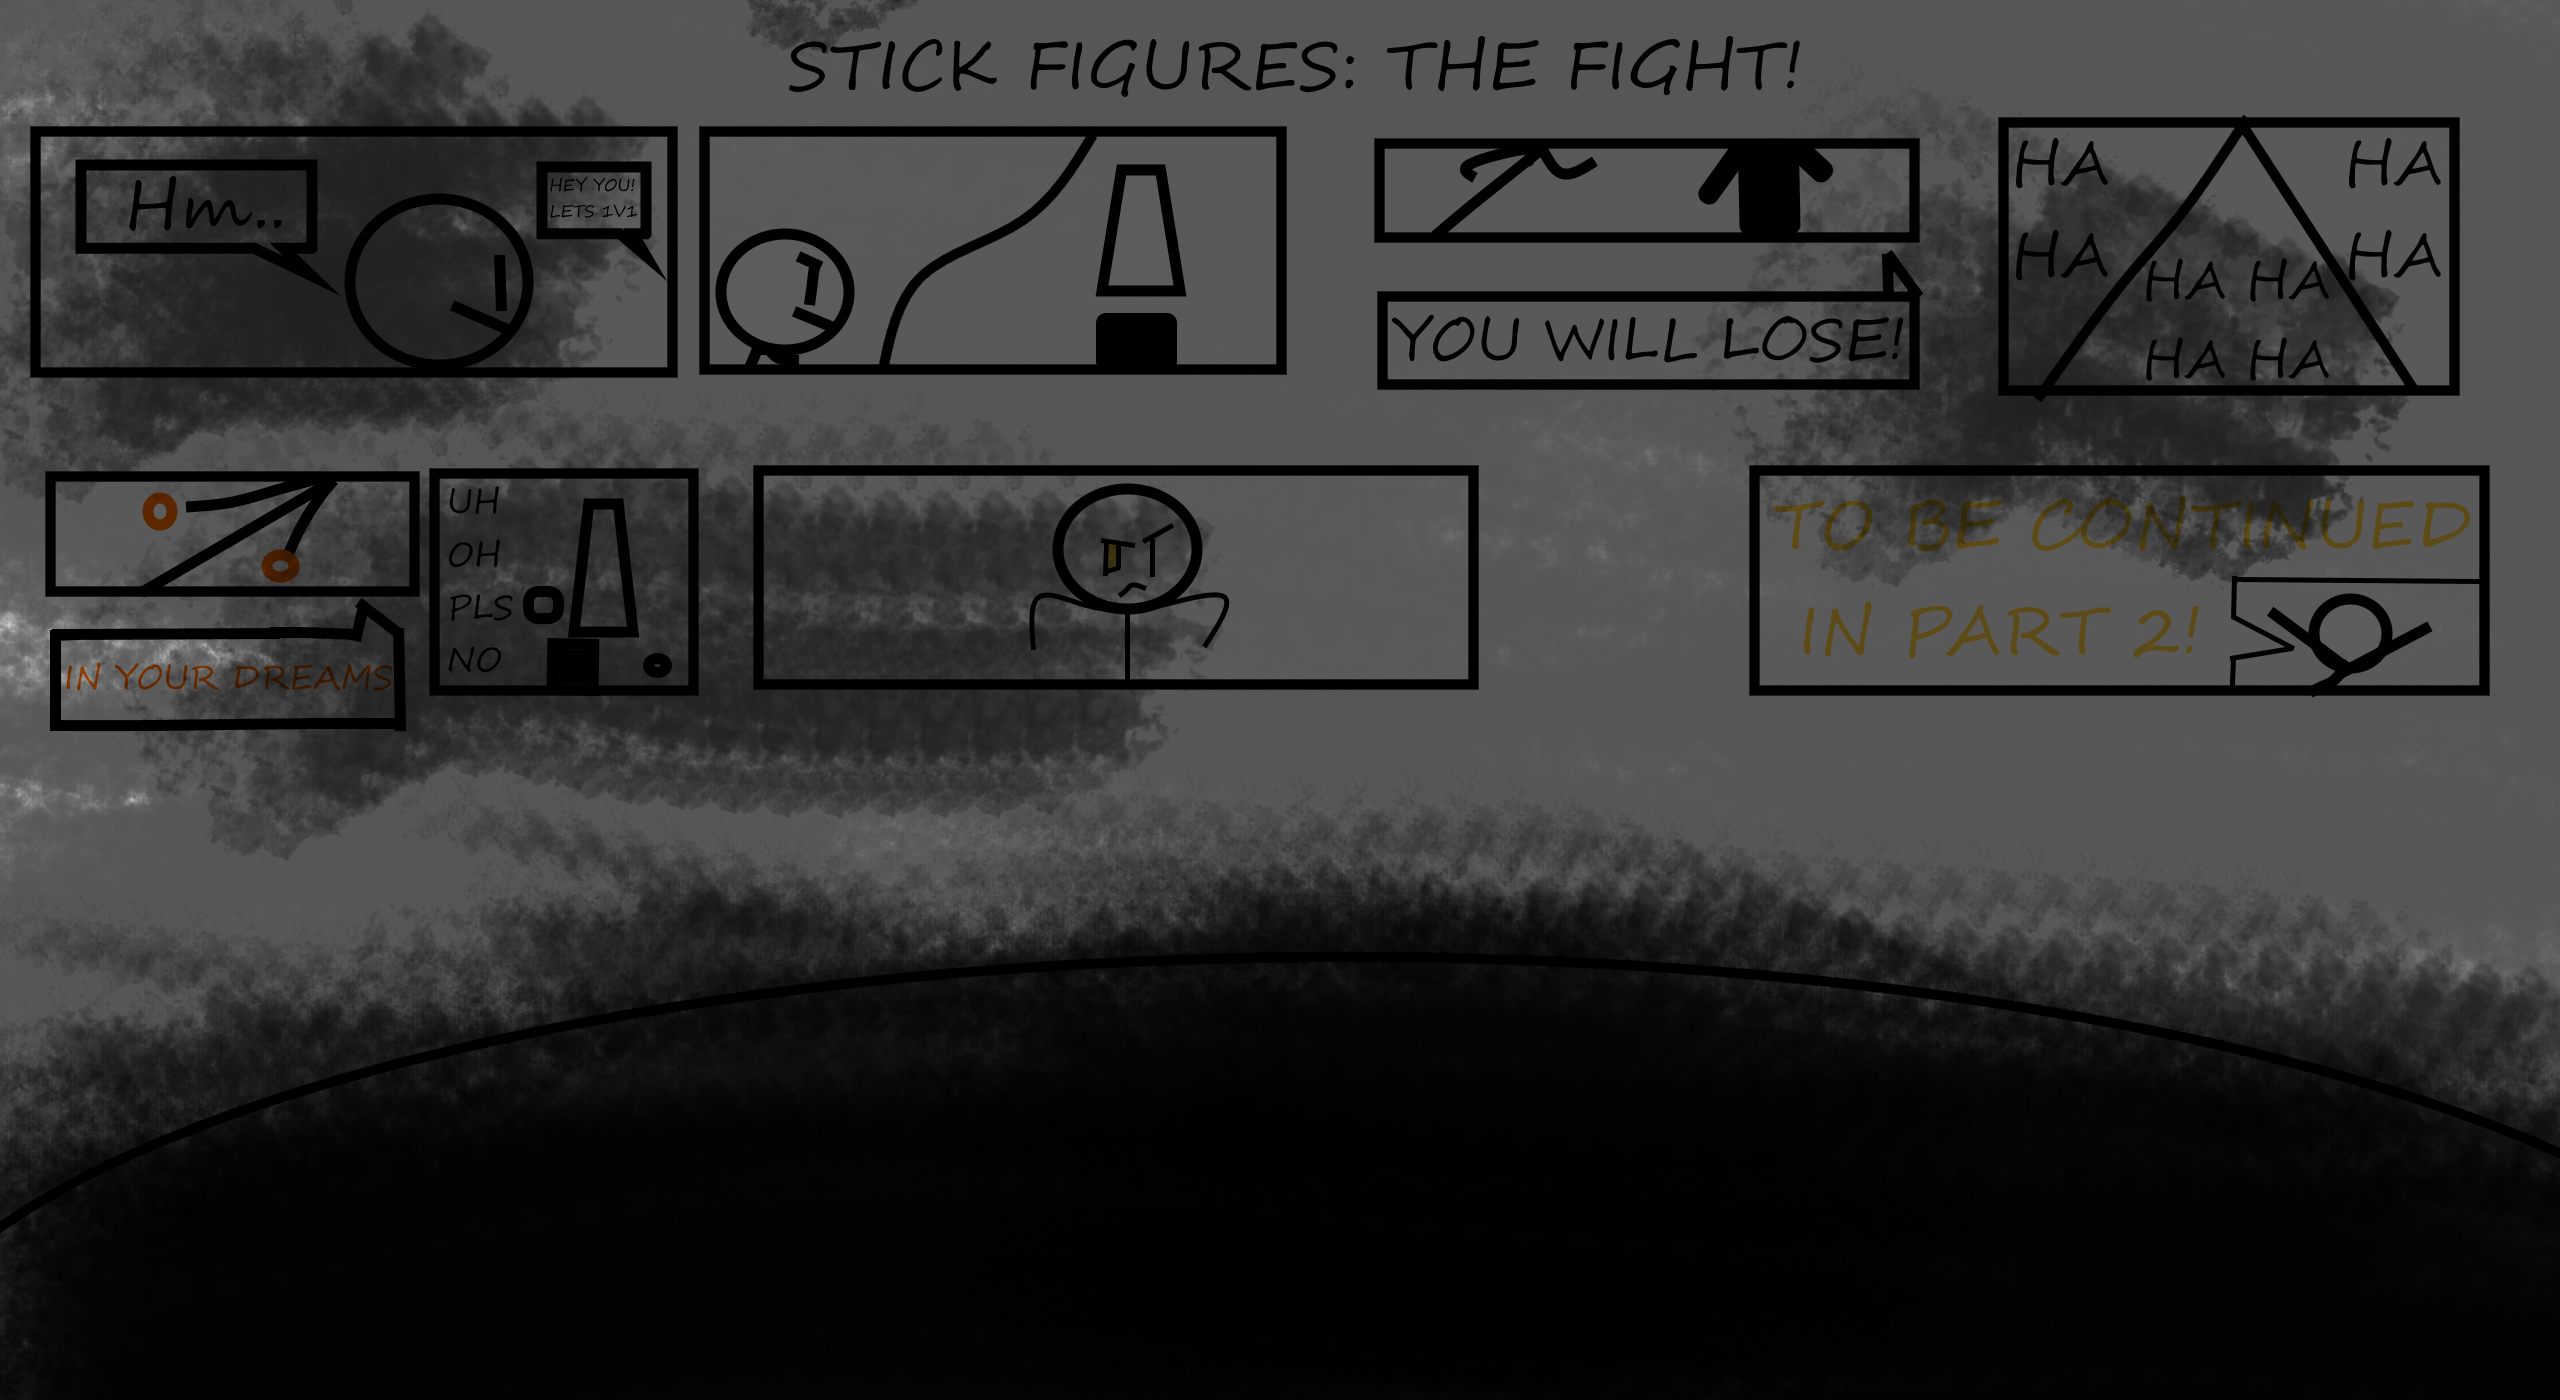 STICK FIGURES: THE FIGHT!
Hm..
HEY YOU!
LETS 1V1
YOU WILL LOSE!
HA
HA
HA
HA
HA HA
HA HA
IN YOUR DREAMS
UH
OH
PLS
NO
TO BE CONTINUED
IN PART 2!